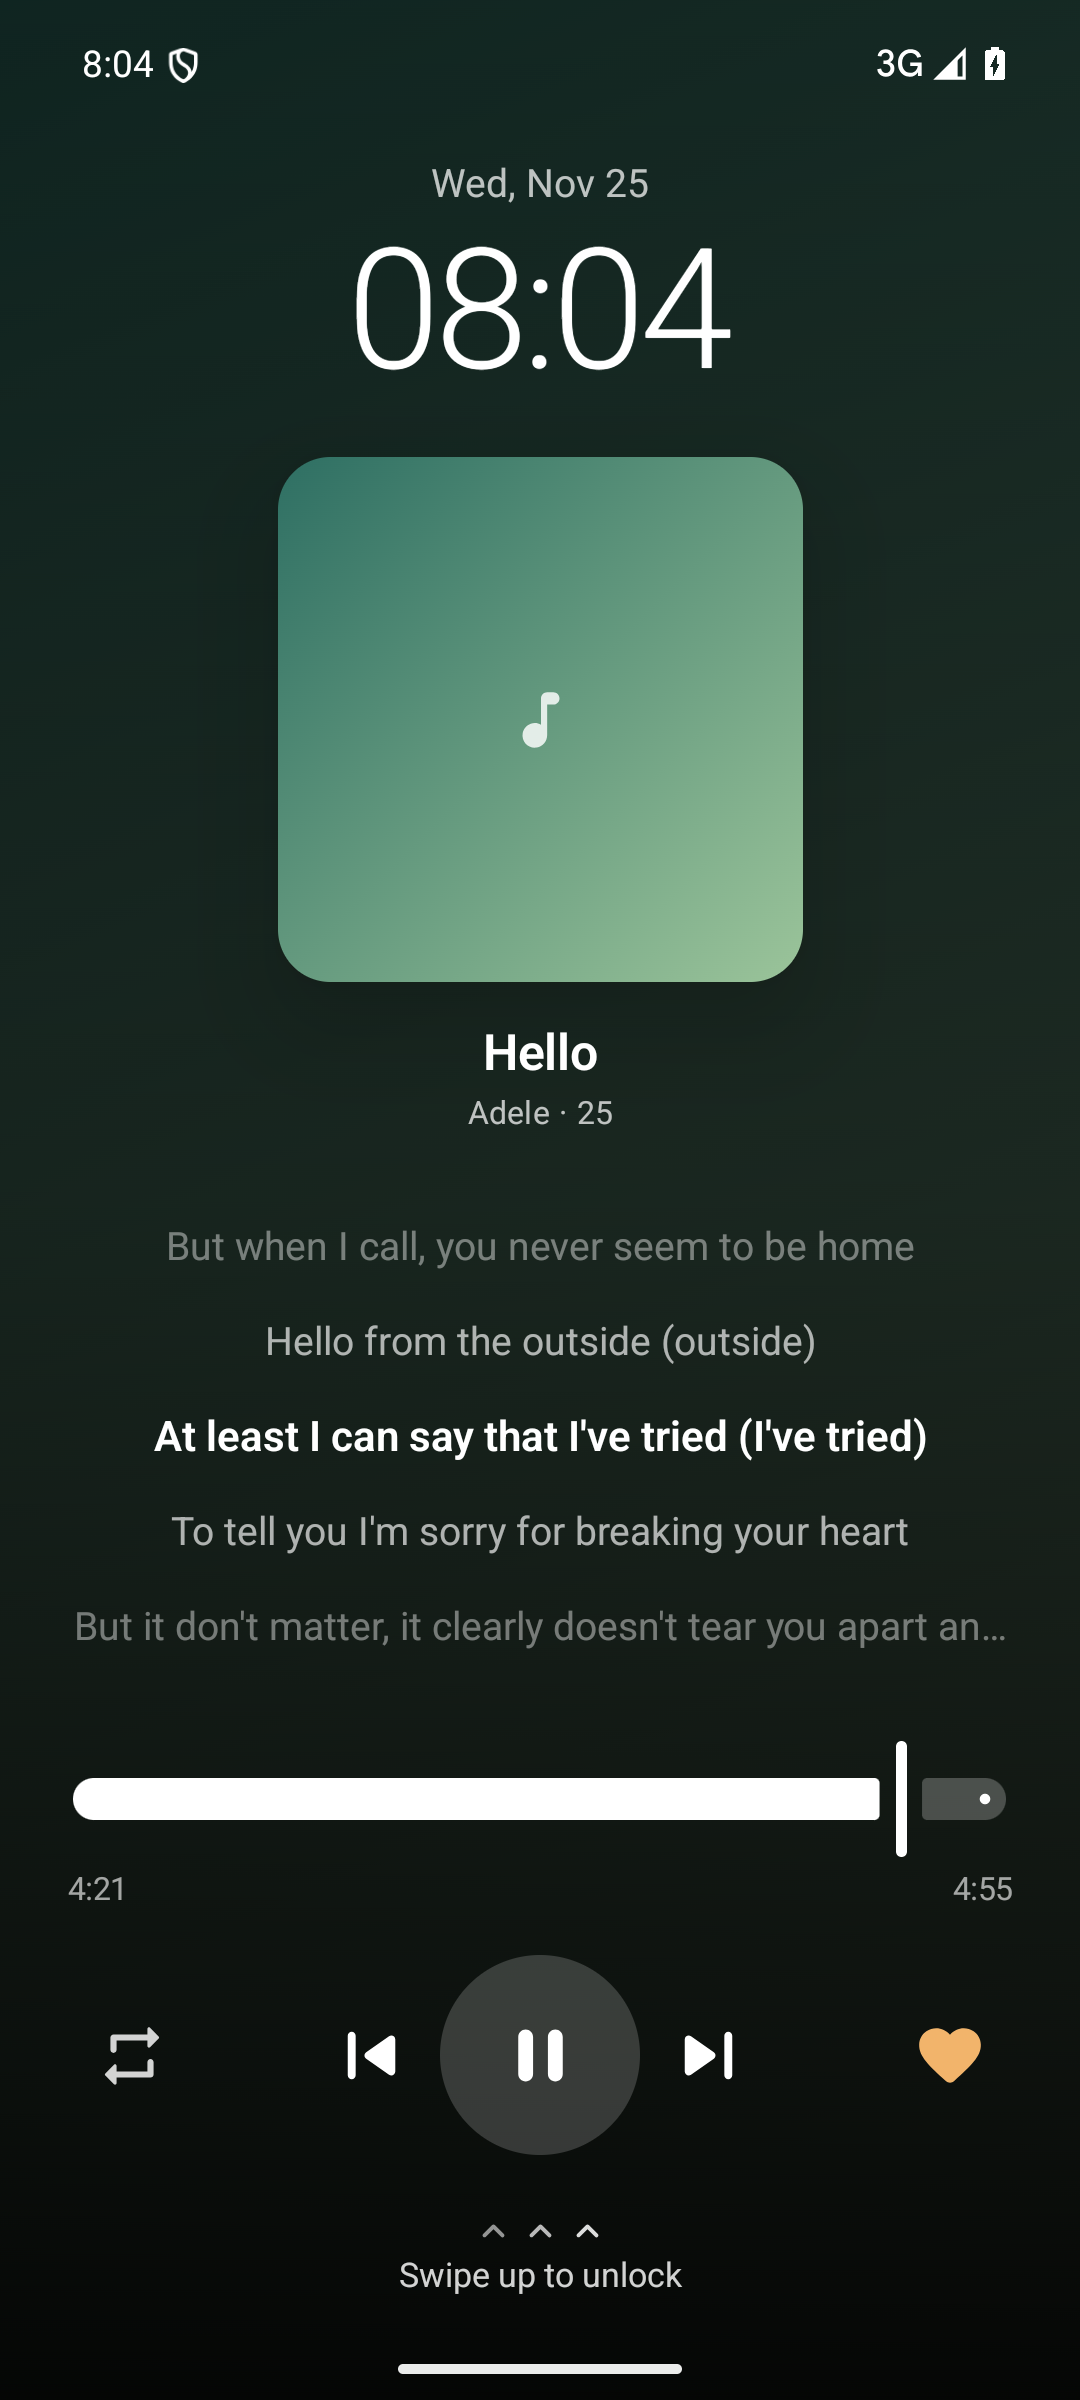 8:04
3G
Wed, Nov 25
08:04
Hello
Adele · 25
But when I call, you never seem to be home
Hello from the outside (outside)
At least I can say that I've tried (I've tried)
To tell you I'm sorry for breaking your heart
But it don't matter, it clearly doesn't tear you apart an...
4:21
4:55
Swipe up to unlock